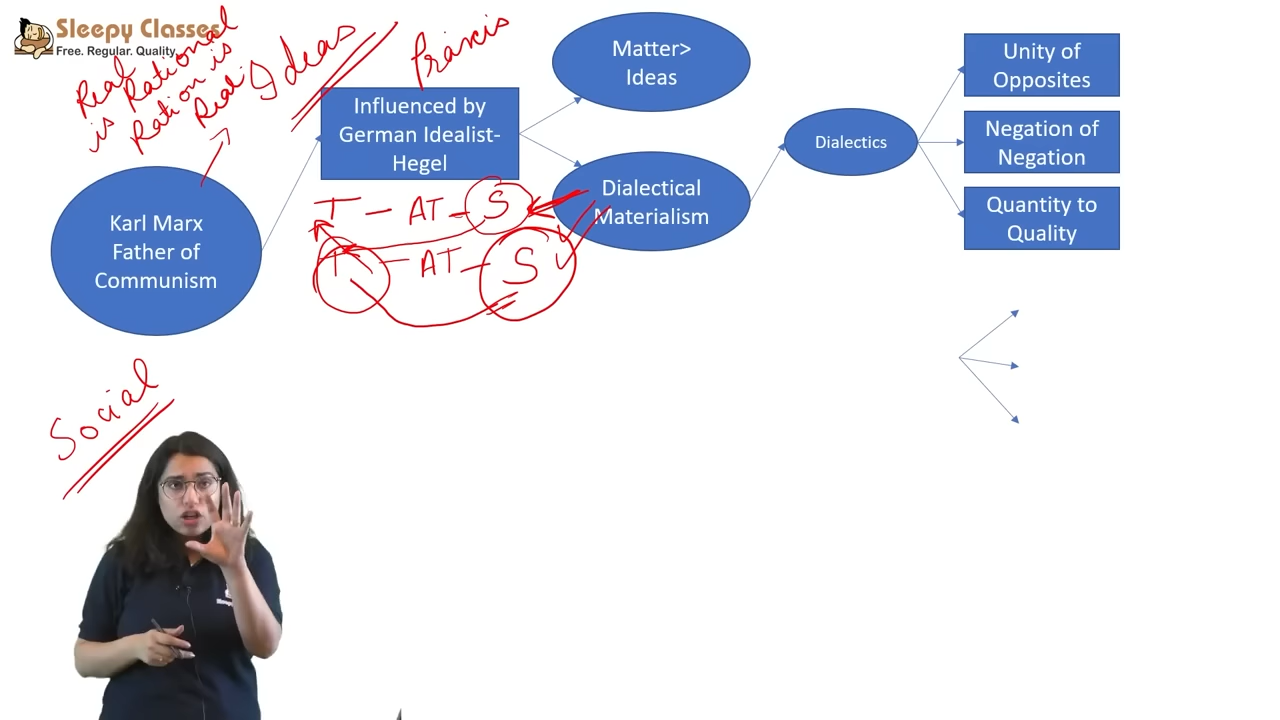 Sleepy Classes
Free. Regular. Quality.
Real
is Rational
Ration is
Real
Ideas
Francis
Influenced by
German Idealist-
Hegel
Matter>
Ideas
Unity of
Opposites
Dialectics
Negation of
Negation
Karl Marx
Father of
Communism
T - AT - S
T - AT - S
Dialectical
Materialism
Quantity to
Quality
Social